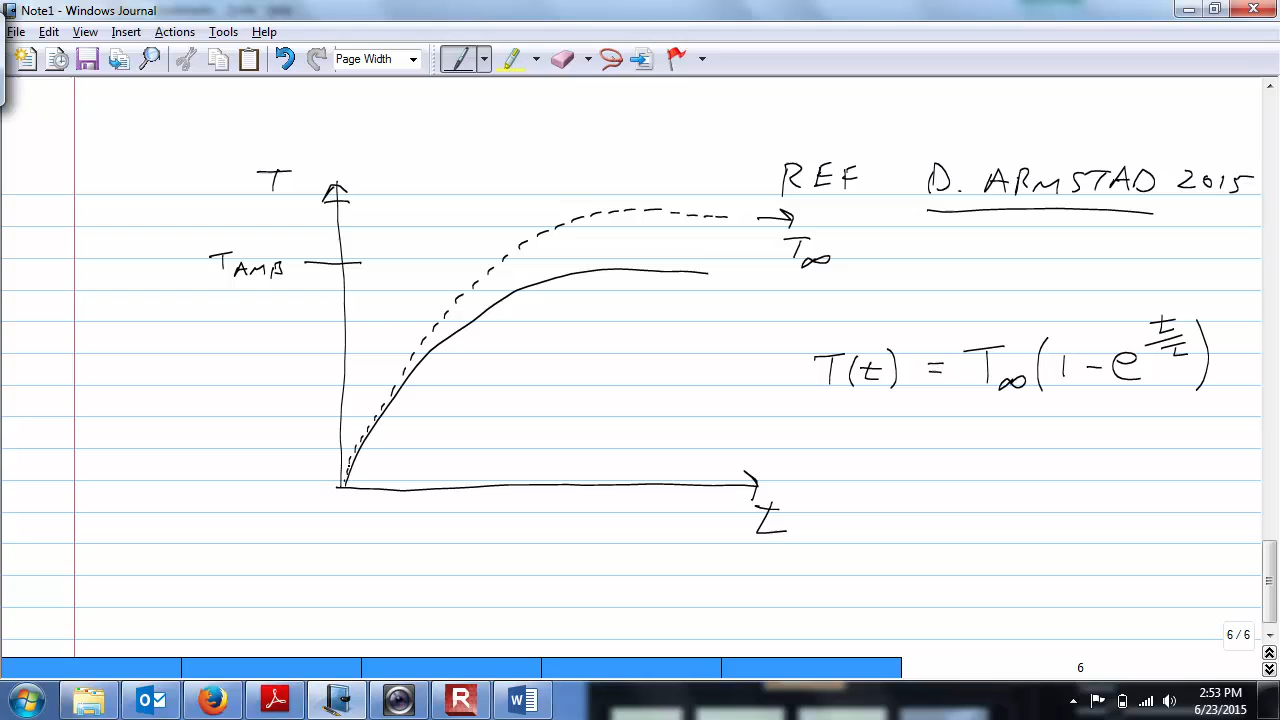 Note1 - Windows Journal
File Edit View Insert Actions Tools Help
Page Width
T
REF D. ARMSTAD 2015
T∞
TAMB
T(t) = T∞(1 - e^(t/τ))
t
6 / 6
6
2:53 PM
6/23/2015